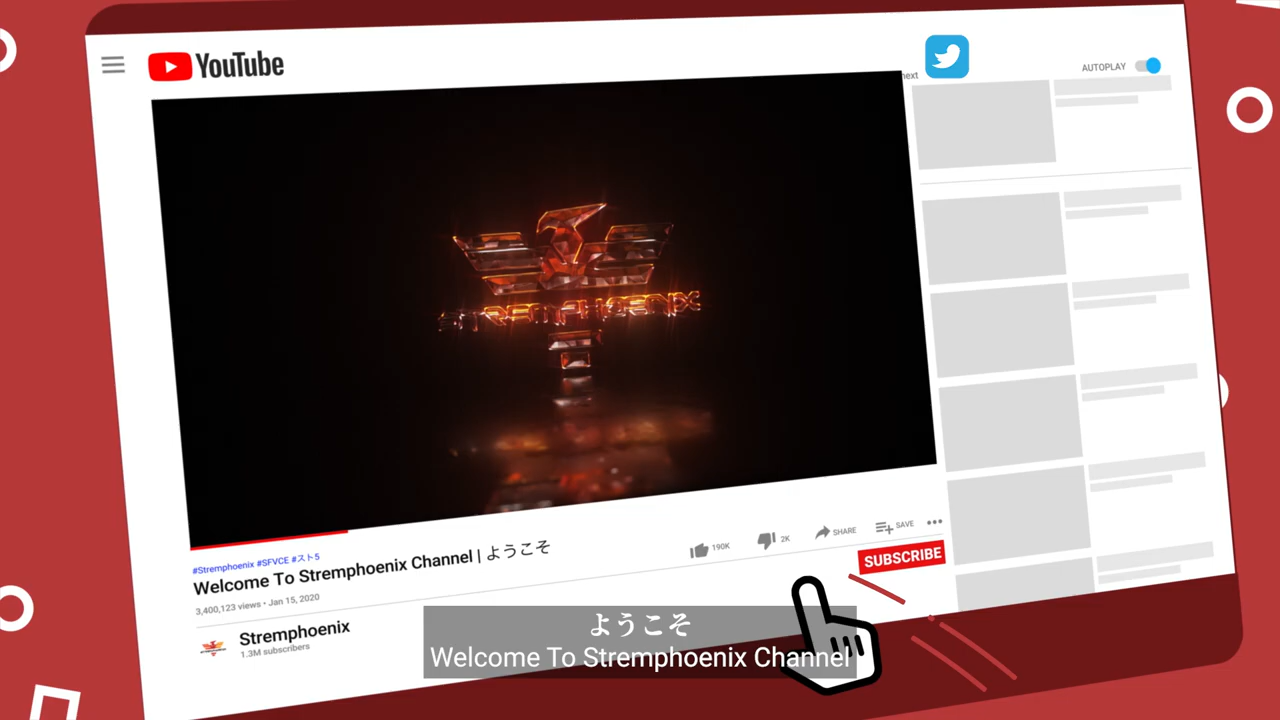 YouTube
next
AUTOPLAY
STREMPHOENIX
#Stremphoenix #SFVCE #スト5
Welcome To Stremphoenix Channel | ようこそ
3,400,123 views • Jan 15, 2020
190K
2K
SHARE
SAVE
SUBSCRIBE
Stremphoenix
1.3M subscribers
ようこそ
Welcome To Stremphoenix Channel